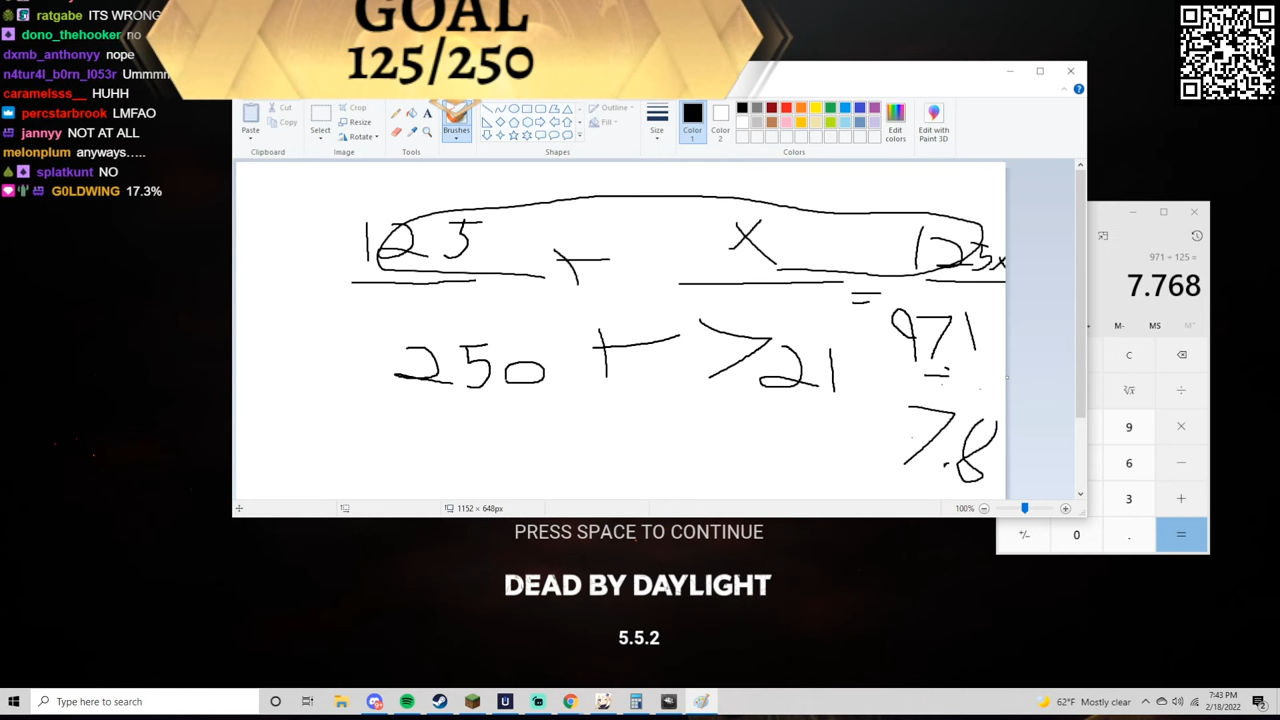 ratgabe ITS WRONG
dono_thehooker no
dxmb_anthonyy nope
n4tur4l_b0rn_l053r Ummmm
caramelsss__ HUHH
percstarbrook LMFAO
jannyy NOT AT ALL
melonplum anyways…..
splatkunt NO
G0LDWING 17.3%
GOAL
125/250
Paste
Cut
Copy
Clipboard
Select
Crop
Resize
Rotate
Image
Tools
Brushes
Shapes
Outline
Fill
Size
Color
1
Color
2
Colors
Edit
colors
Edit with
Paint 3D
125 + x 125x
=
250 + 721 971
=
7.8
1152 × 648px
100%
971 ÷ 125 =
7.768
M- MS M˅
C
9
6
3
+/- 0 . =
PRESS SPACE TO CONTINUE
DEAD BY DAYLIGHT
5.5.2
Type here to search
62°F Mostly clear
7:43 PM
2/18/2022
2